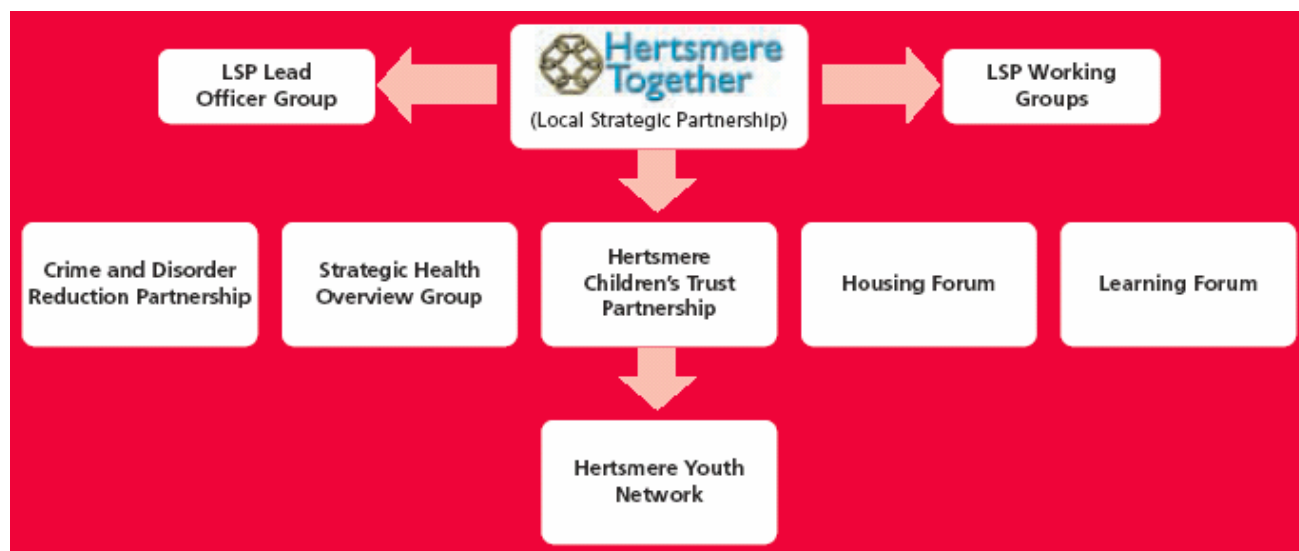 Hertsmere
Together
(Local Strategic Partnership)
LSP Lead
Officer Group
LSP Working
Groups
Crime and Disorder
Reduction Partnership
Strategic Health
Overview Group
Hertsmere
Children’s Trust
Partnership
Housing Forum
Learning Forum
Hertsmere Youth
Network